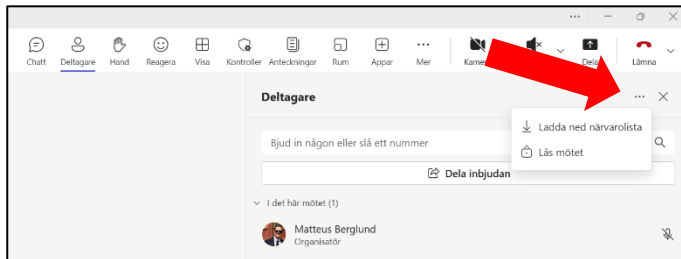 Chatt Deltagare Hand Reagera Visa Kontroller Anteckningar Rum Appar Mer Lämna
Deltagare
Ladda ned närvarolista
Bjud in någon eller slå ett nummer
Lås mötet
Dela inbjudan
I det här mötet (1)
Matteus Berglund
Organisatör